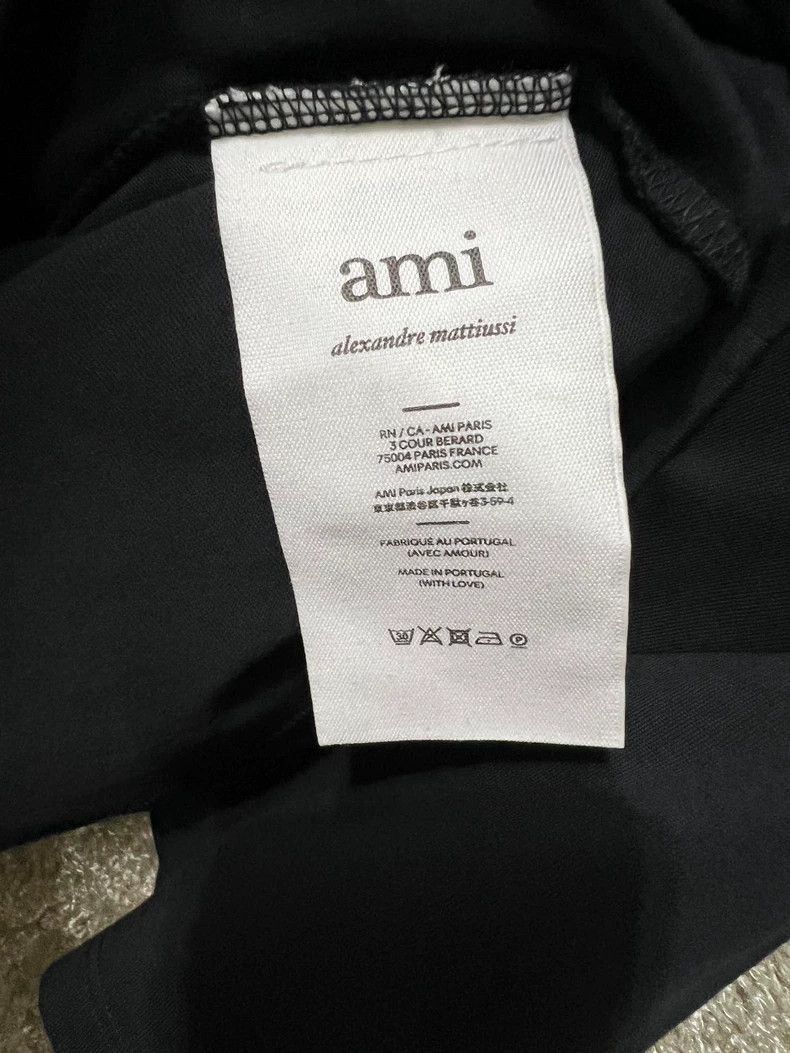 ami
alexandre mattiussi
RN / CA - AMI PARIS
3 COUR BERARD
75004 PARIS FRANCE
AMIPARIS.COM
AMI Paris Japan 株式会社
東京都渋谷区千駄ヶ谷3-59-4
FABRIQUE AU PORTUGAL
(AVEC AMOUR)
MADE IN PORTUGAL
(WITH LOVE)
30 P